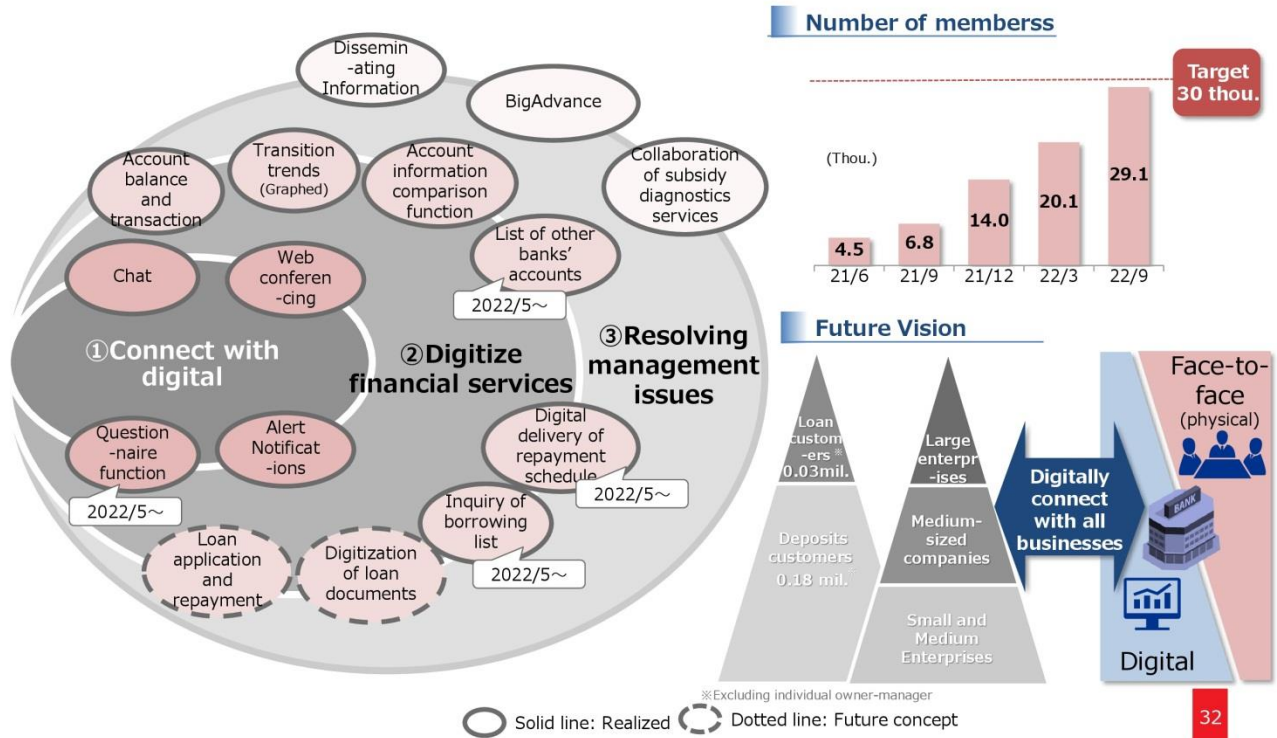 Dissemin
-ating
Information
BigAdvance
Collaboration
of subsidy
diagnostics
services
Account
balance
and
transaction
Transition
trends
(Graphed)
Account
information
comparison
function
List of other
banks’
accounts
2022/5～
Chat
Web
conferen
-cing
①Connect with
digital
②Digitize
financial services
③Resolving
management
issues
Question
-naire
function
2022/5～
Alert
Notificat
-ions
Digital
delivery of
repayment
schedule
2022/5～
Inquiry of
borrowing
list
2022/5～
Loan
application
and
repayment
Digitization
of loan
documents
Solid line: Realized
Dotted line: Future concept
Number of memberss
Target
30 thou.
(Thou.)
4.5
6.8
14.0
20.1
29.1
21/6
21/9
21/12
22/3
22/9
Future Vision
Loan
custom
-ers※
0.03mil.
Deposits
customers
0.18 mil.※
Large
enterpr
-ises
Medium-
sized
companies
Small and
Medium
Enterprises
Digitally
connect
with all
businesses
Face-to-
face
(physical)
BANK
Digital
※Excluding individual owner-manager
32